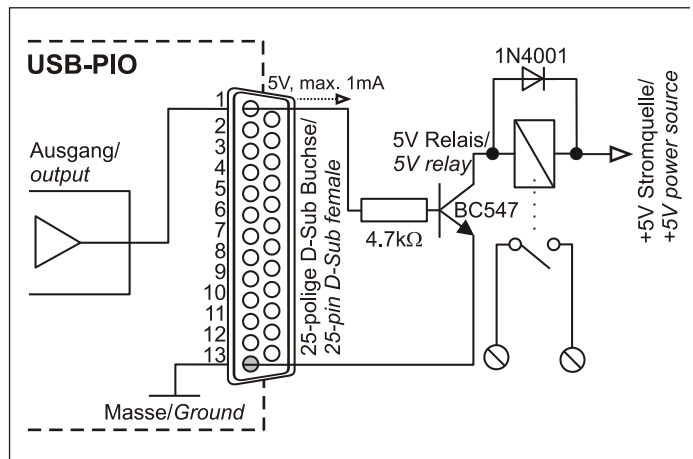 USB-PIO
1N4001
5V, max. 1mA
1
2
3
4
5
6
7
8
9
10
11
12
13
Ausgang/
output
5V Relais/
5V relay
BC547
4.7kΩ
25-polige D-Sub Buchse/
25-pin D-Sub female
+5V Stromquelle/
+5V power source
Masse/Ground